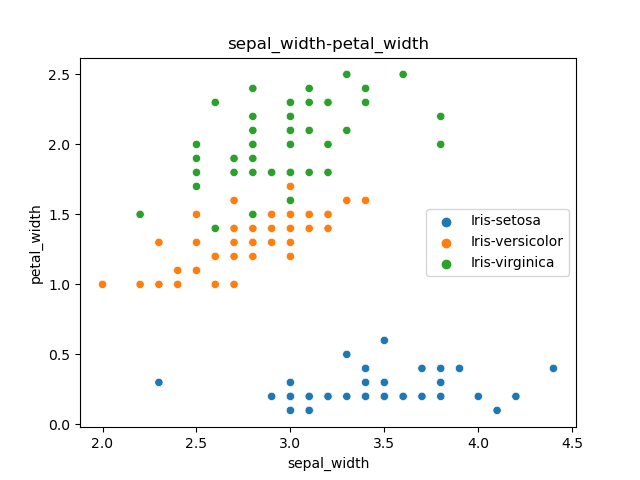 sepal_width-petal_width
petal_width
2.5
2.0
1.5
1.0
0.5
0.0
Iris-setosa
Iris-versicolor
Iris-virginica
2.0 2.5 3.0 3.5 4.0 4.5
sepal_width